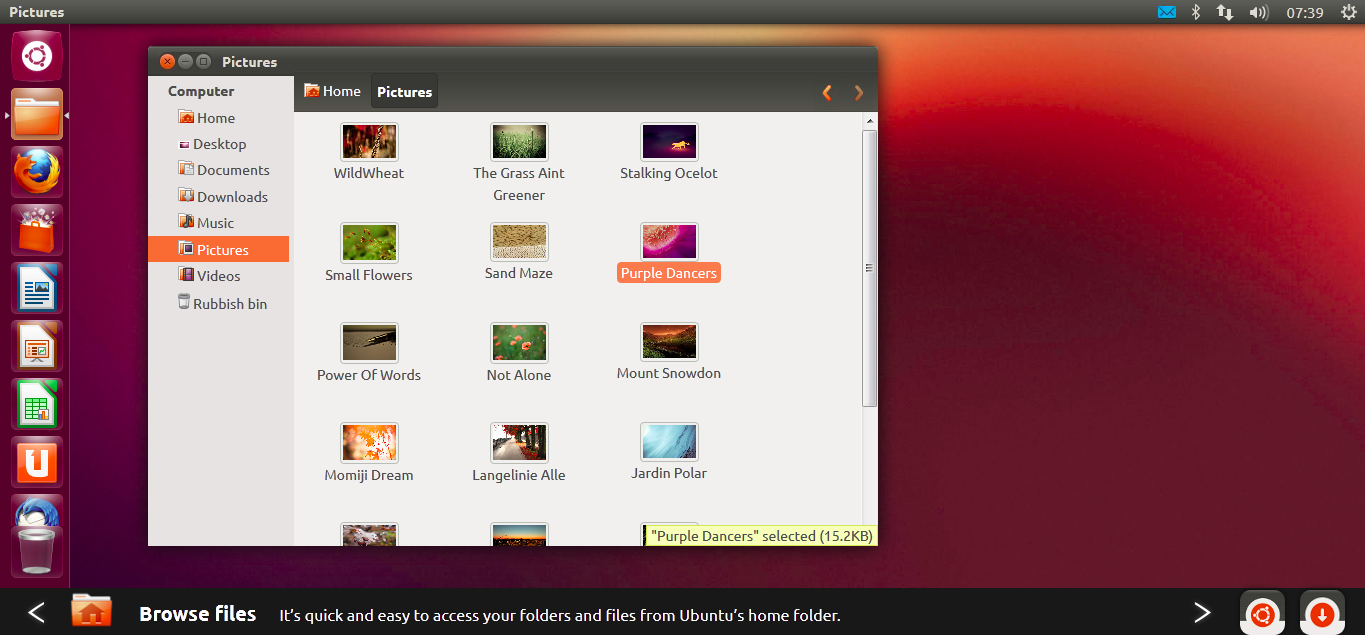 Pictures
07:39
Pictures
Computer
Home
Desktop
Documents
Downloads
Music
Pictures
Videos
Rubbish bin
Home
Pictures
WildWheat
The Grass Aint
Greener
Stalking Ocelot
Small Flowers
Sand Maze
Purple Dancers
Power Of Words
Not Alone
Mount Snowdon
Momiji Dream
Langelinie Alle
Jardin Polar
"Purple Dancers" selected (15.2KB)
Browse files
It’s quick and easy to access your folders and files from Ubuntu’s home folder.